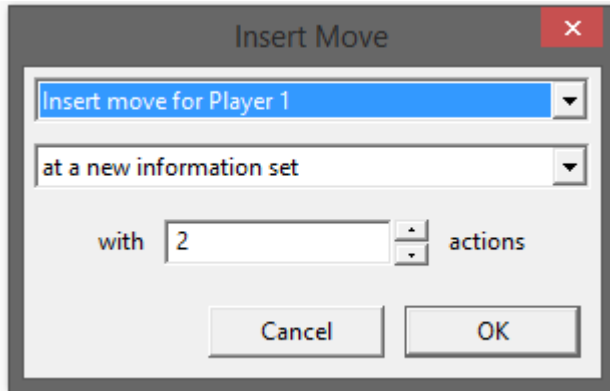 Insert Move
Insert move for Player 1
at a new information set
with 2 actions
Cancel OK